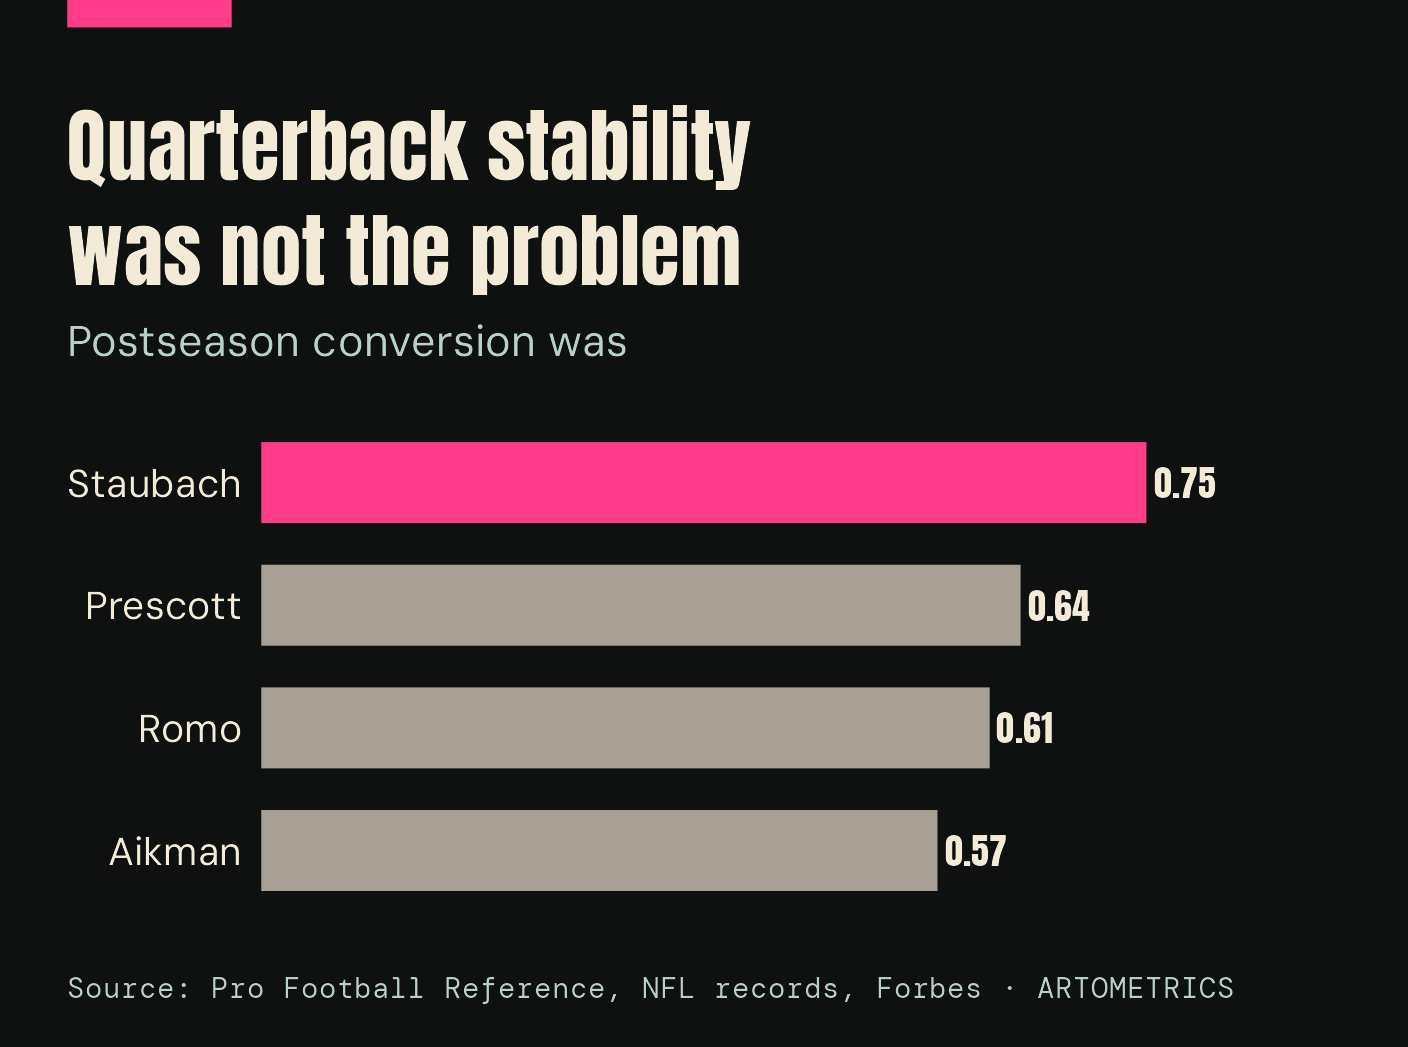 Quarterback stability
was not the problem
Postseason conversion was
Staubach 0.75
Prescott 0.64
Romo 0.61
Aikman 0.57
Source: Pro Football Reference, NFL records, Forbes · ARTOMETRICS